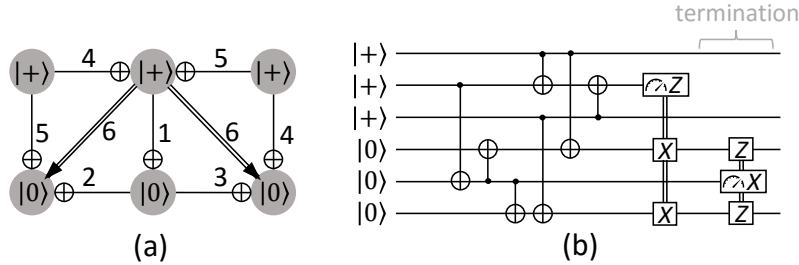 termination
|+⟩ 4 ⊕ |+⟩ ⊕ 5 |+⟩
5 6 1 6 4
|0⟩ ⊕ 2 |0⟩ 3 ⊕ |0⟩
(a)
|+⟩
|+⟩ Z
|+⟩
|0⟩ X Z
|0⟩ X
|0⟩ X Z
(b)